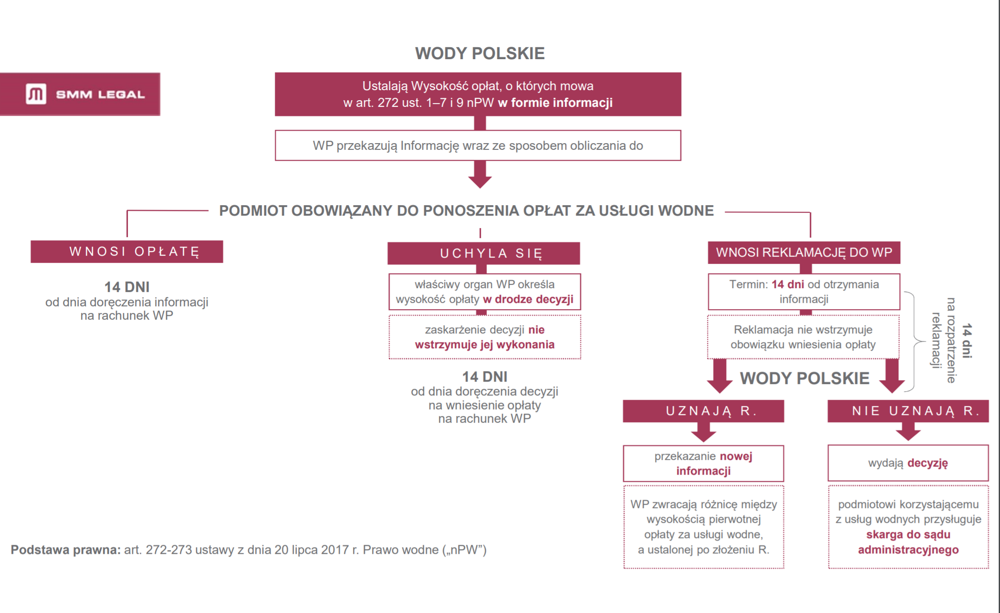 WODY POLSKIE
SMM LEGAL
Ustalają Wysokość opłat, o których mowa
w art. 272 ust. 1–7 i 9 nPW w formie informacji
WP przekazują Informację wraz ze sposobem obliczania do
PODMIOT OBOWIĄZANY DO PONOSZENIA OPŁAT ZA USŁUGI WODNE
WNOSI OPŁATĘ
14 DNI
od dnia doręczenia informacji
na rachunek WP
UCHYLA SIĘ
właściwy organ WP określa
wysokość opłaty w drodze decyzji
zaskarżenie decyzji nie
wstrzymuje jej wykonania
14 DNI
od dnia doręczenia decyzji
na wniesienie opłaty
na rachunek WP
WNOSI REKLAMACJĘ DO WP
Termin: 14 dni od otrzymania
informacji
Reklamacja nie wstrzymuje
obowiązku wniesienia opłaty
14 dni
na rozpatrzenie
reklamacji
WODY POLSKIE
UZNAJĄ R.
przekazanie nowej
informacji
WP zwracają różnicę między
wysokością pierwotnej
opłaty za usługi wodne,
a ustalonej po złożeniu R.
NIE UZNAJĄ R.
wydają decyzję
podmiotowi korzystającemu
z usług wodnych przysługuje
skarga do sądu
administracyjnego
Podstawa prawna: art. 272-273 ustawy z dnia 20 lipca 2017 r. Prawo wodne („nPW”)